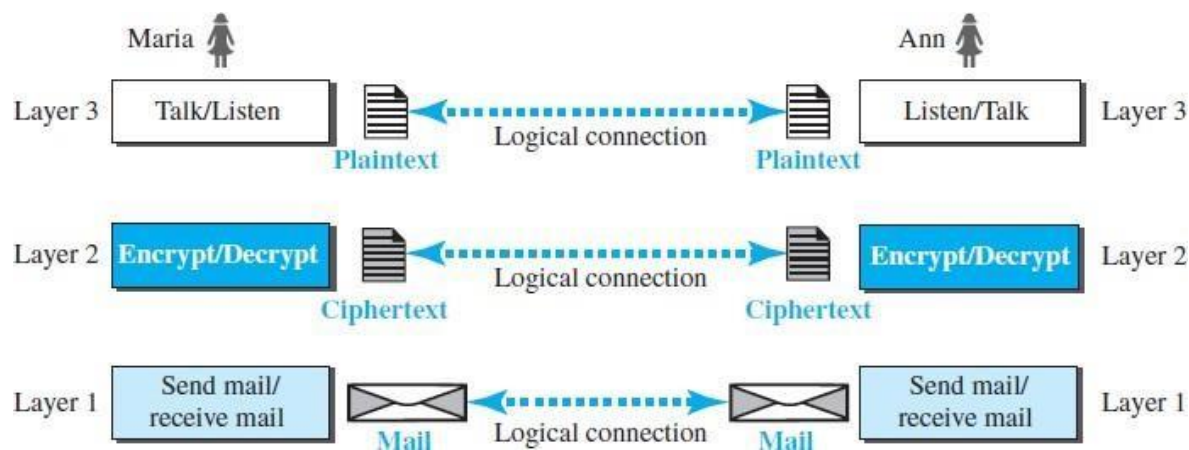 Maria
Ann
Layer 3
Talk/Listen
Logical connection
Listen/Talk
Layer 3
Plaintext
Plaintext
Layer 2
Encrypt/Decrypt
Logical connection
Encrypt/Decrypt
Layer 2
Ciphertext
Ciphertext
Layer 1
Send mail/
receive mail
Logical connection
Send mail/
receive mail
Layer 1
Mail
Mail